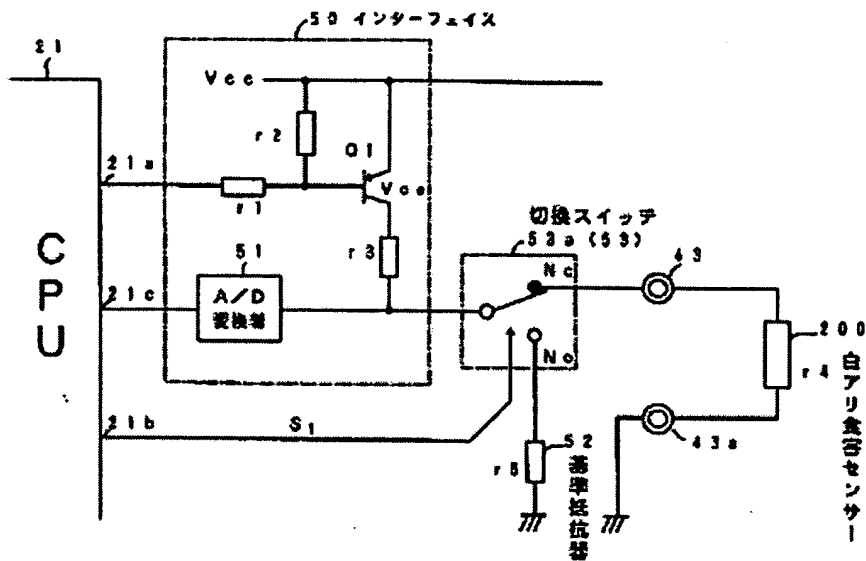 50 インターフェイス
21
Vcc
r2
Q1
21a
Vce
r1
切換スイッチ
53a (53)
51
r3
43
Nc
CPU
21c
A/D
変換器
200
r4
No
白アリ食害センサー
21b
S1
52
43a
r5
基準抵抗器